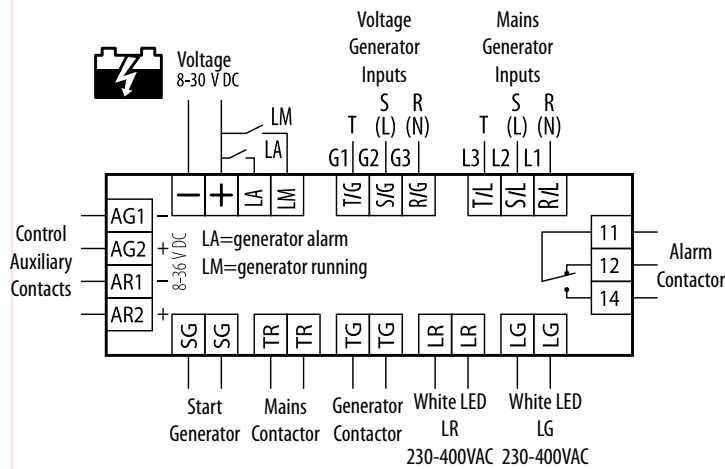 Voltage
8-30 V DC
Voltage
Generator
Inputs
Mains
Generator
Inputs
S R
T (L) (N)
S R
T (L) (N)
LM
LA
G1 G2 G3
L3 L2 L1
− + LA LM
T/G S/G R/G
T/L S/L R/L
Control
Auxiliary
Contacts
AG1 −
AG2 +
AR1 −
AR2 +
8-36 V DC
LA=generator alarm
LM=generator running
11
12
14
Alarm
Contactor
SG SG TR TR TG TG LR LR LG LG
Start
Generator
Mains
Contactor
Generator
Contactor
White LED
LR
230-400VAC
White LED
LG
230-400VAC